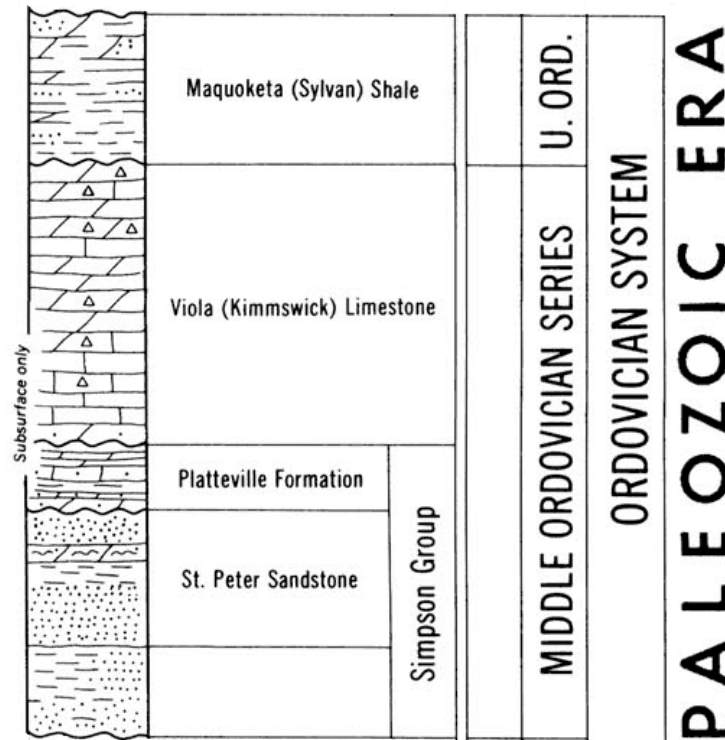 Maquoketa (Sylvan) Shale
Viola (Kimmswick) Limestone
Platteville Formation
St. Peter Sandstone
Simpson Group
Subsurface only
U. ORD.
MIDDLE ORDOVICIAN SERIES
ORDOVICIAN SYSTEM
PALEOZOIC ERA